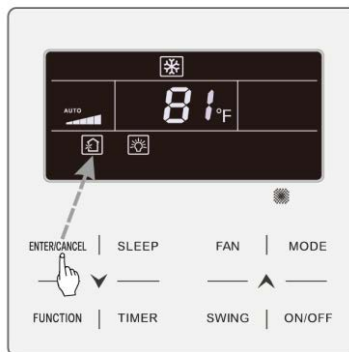 AUTO
81°F
ENTER/CANCEL SLEEP FAN MODE
FUNCTION TIMER SWING ON/OFF